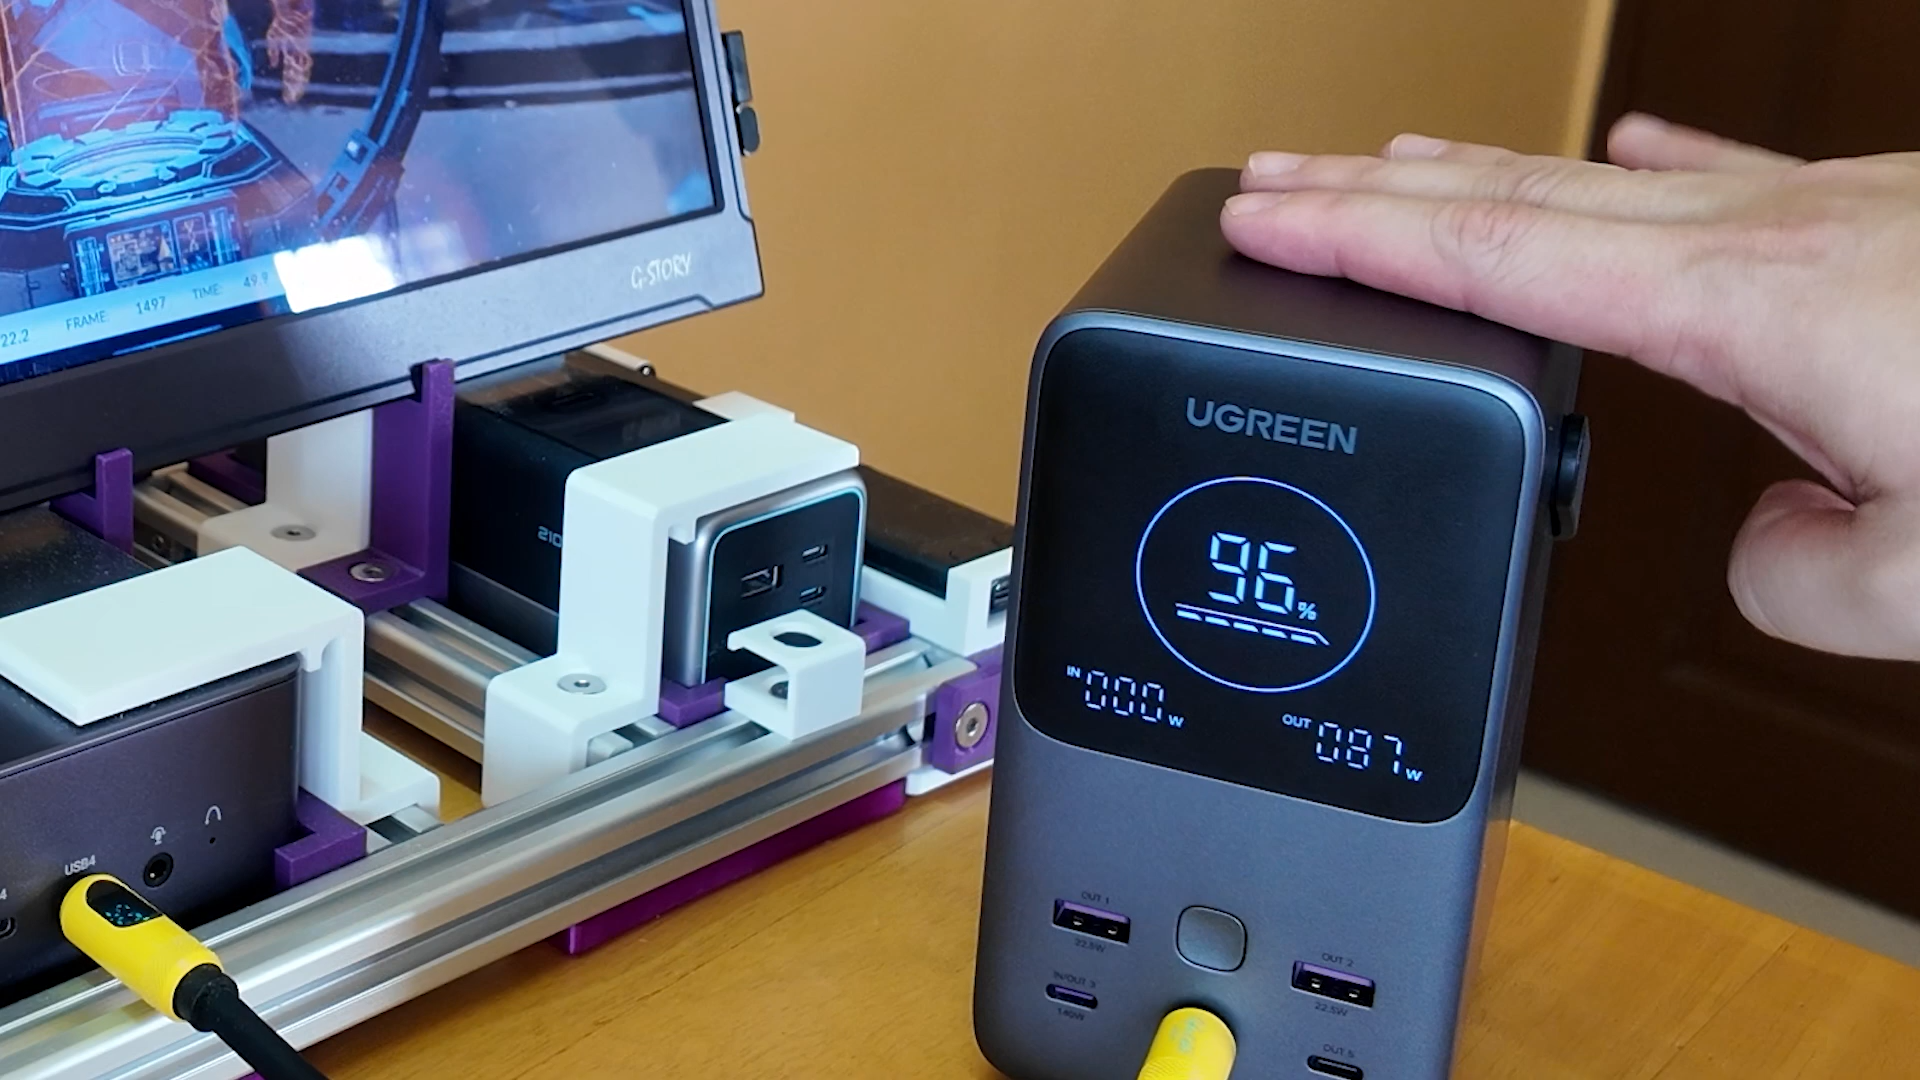 22.2 FRAME: 1497 TIME: 49.9
G-STORY
210
USB4
4
UGREEN
96%
IN 000W
OUT 087W
OUT 1
22.5W
IN/OUT 3
140W
OUT 2
22.5W
OUT 5